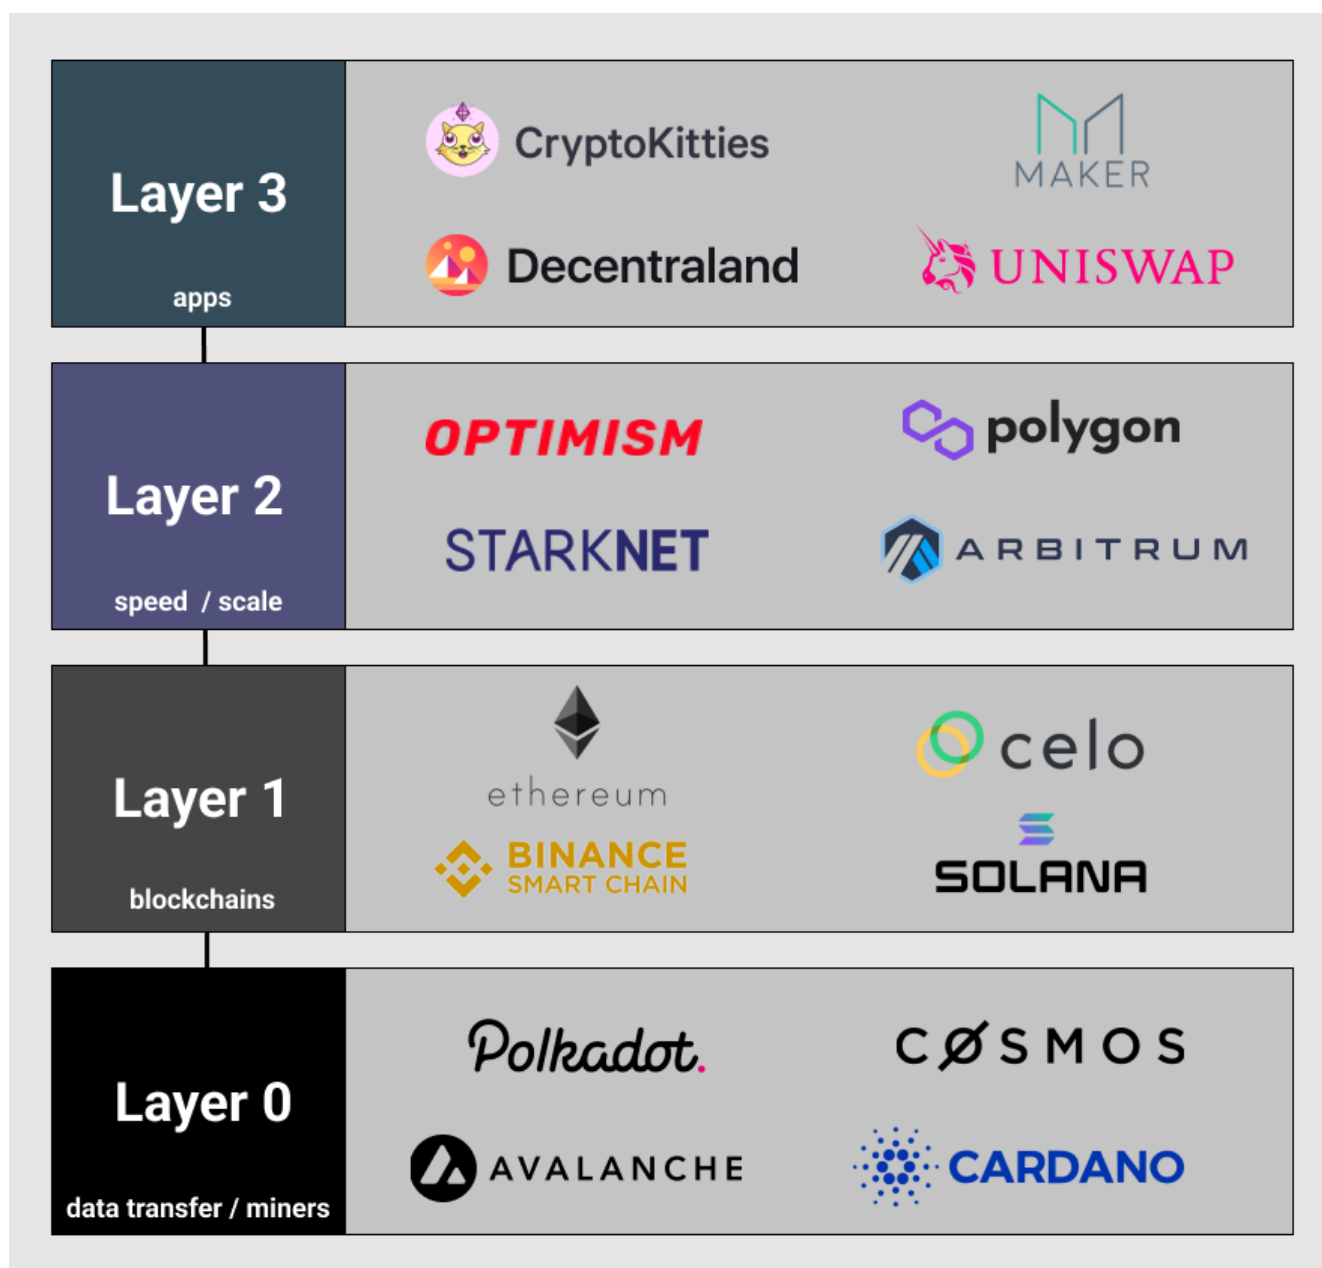 Layer 3
apps
CryptoKitties
MAKER
Decentraland
UNISWAP
Layer 2
speed / scale
OPTIMISM
polygon
STARKNET
ARBITRUM
Layer 1
blockchains
ethereum
celo
BINANCE
SMART CHAIN
SOLANA
Layer 0
data transfer / miners
Polkadot.
CØSMOS
AVALANCHE
CARDANO